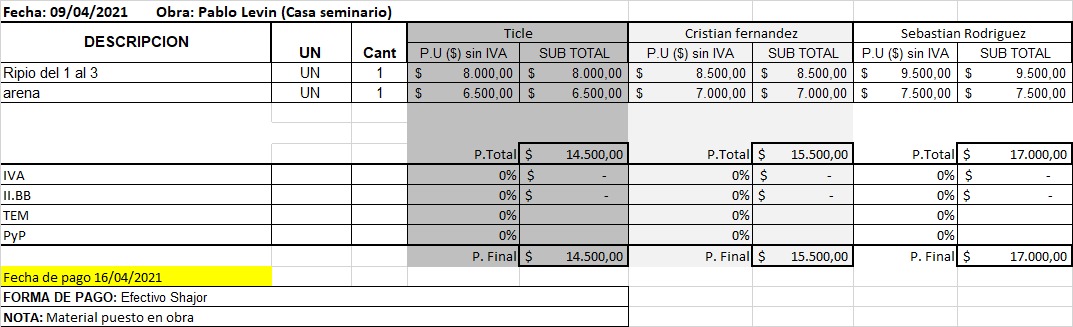 Fecha: 09/04/2021 Obra: Pablo Levin (Casa seminario)
DESCRIPCION UN Cant Ticle Cristian fernandez Sebastian Rodriguez
P.U ($) sin IVA SUB TOTAL P.U ($) sin IVA SUB TOTAL P.U ($) sin IVA SUB TOTAL
Ripio del 1 al 3 UN 1 $ 8.000,00 $ 8.000,00 $ 8.500,00 $ 8.500,00 $ 9.500,00 $ 9.500,00
arena UN 1 $ 6.500,00 $ 6.500,00 $ 7.000,00 $ 7.000,00 $ 7.500,00 $ 7.500,00
P.Total $ 14.500,00 P.Total $ 15.500,00 P.Total $ 17.000,00
IVA 0% $ - 0% $ - 0% $ -
II.BB 0% $ - 0% $ - 0% $ -
TEM 0% 0% 0%
PyP 0% 0% 0%
P. Final $ 14.500,00 P. Final $ 15.500,00 P. Final $ 17.000,00
Fecha de pago 16/04/2021
FORMA DE PAGO: Efectivo Shajor
NOTA: Material puesto en obra